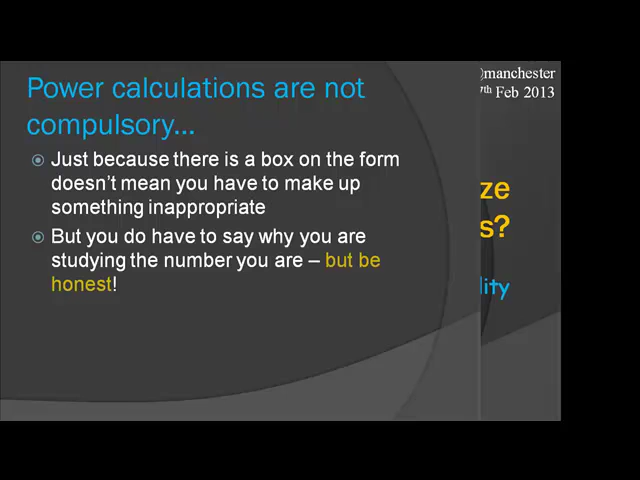 Power calculations are not
compulsory...
Just because there is a box on the form
doesn't mean you have to make up
something inappropriate
But you do have to say why you are
studying the number you are – but be
honest!
manchester
7th Feb 2013
ze
s?
lity